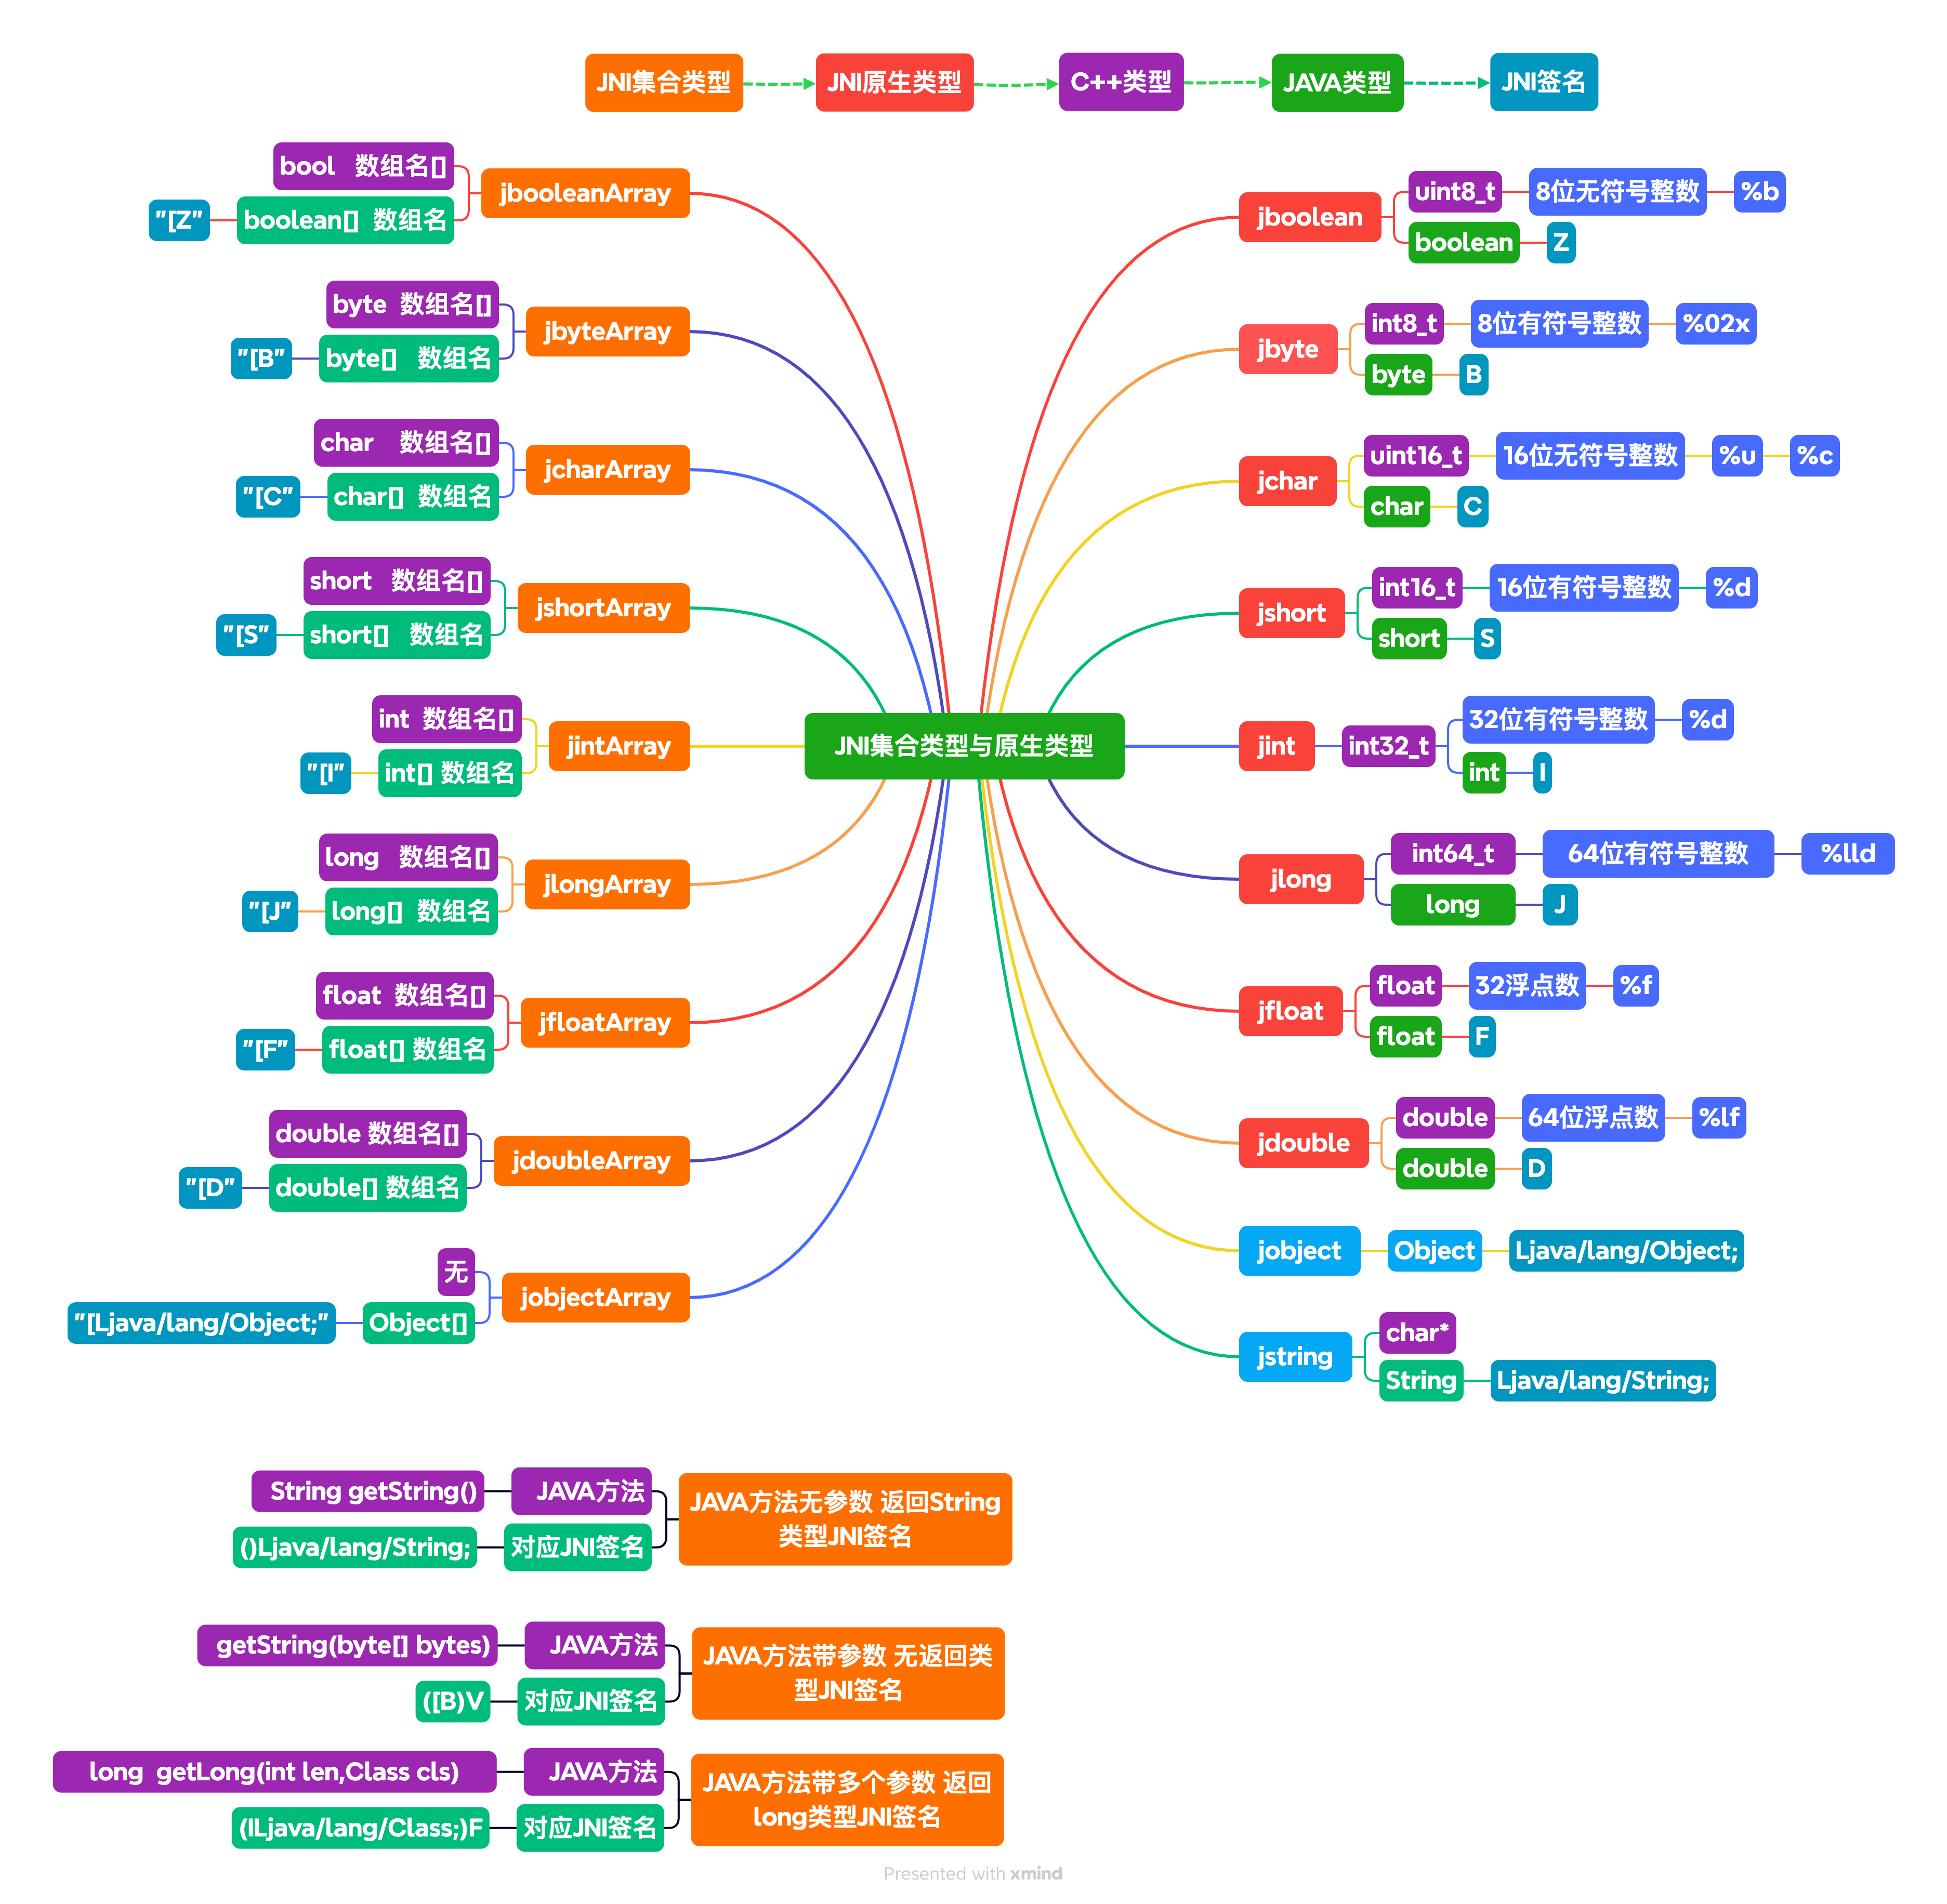 JNI集合类型
JNI原生类型
C++类型
JAVA类型
JNI签名
JNI集合类型与原生类型
jbooleanArray
bool 数组名[]
boolean[] 数组名
"[Z"
jbyteArray
byte 数组名[]
byte[] 数组名
"[B"
jcharArray
char 数组名[]
char[] 数组名
"[C"
jshortArray
short 数组名[]
short[] 数组名
"[S"
jintArray
int 数组名[]
int[] 数组名
"[I"
jlongArray
long 数组名[]
long[] 数组名
"[J"
jfloatArray
float 数组名[]
float[] 数组名
"[F"
jdoubleArray
double 数组名[]
double[] 数组名
"[D"
jobjectArray
无
Object[]
"[Ljava/lang/Object;"
jboolean
uint8_t
8位无符号整数
%b
boolean
Z
jbyte
int8_t
8位有符号整数
%02x
byte
B
jchar
uint16_t
16位无符号整数
%u
%c
char
C
jshort
int16_t
16位有符号整数
%d
short
S
jint
int32_t
32位有符号整数
%d
int
I
jlong
int64_t
64位有符号整数
%lld
long
J
jfloat
float
32浮点数
%f
float
F
jdouble
double
64位浮点数
%lf
double
D
jobject
Object
Ljava/lang/Object;
jstring
char*
String
Ljava/lang/String;
JAVA方法无参数 返回String
类型JNI签名
JAVA方法
String getString()
对应JNI签名
()Ljava/lang/String;
JAVA方法带参数 无返回类
型JNI签名
JAVA方法
getString(byte[] bytes)
对应JNI签名
([B)V
JAVA方法带多个参数 返回
long类型JNI签名
JAVA方法
long getLong(int len,Class cls)
对应JNI签名
(ILjava/lang/Class;)F
Presented with xmind